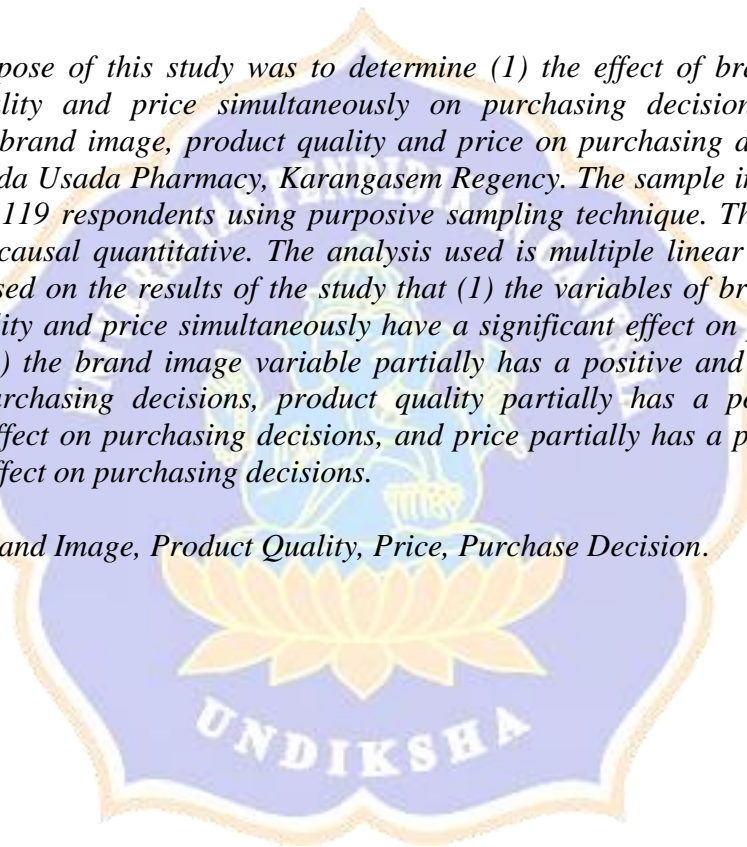 pose of this study was to determine (1) the effect of bra
lity and price simultaneously on purchasing decision
brand image, product quality and price on purchasing d
da Usada Pharmacy, Karangasem Regency. The sample in
119 respondents using purposive sampling technique. Th
causal quantitative. The analysis used is multiple linear
sed on the results of the study that (1) the variables of br
lity and price simultaneously have a significant effect on p
) the brand image variable partially has a positive and
urchasing decisions, product quality partially has a po
ffect on purchasing decisions, and price partially has a p
ffect on purchasing decisions.
and Image, Product Quality, Price, Purchase Decision.
UNIVERSITAS PENDIDIKAN GANESHA
UNDIKSHA